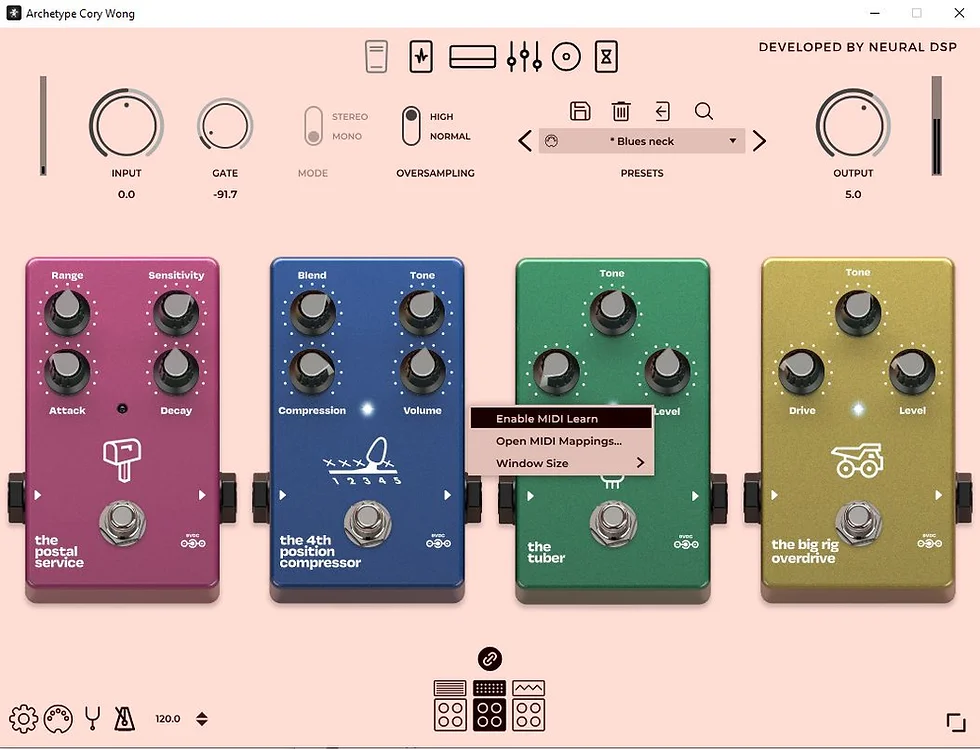 Archetype Cory Wong
DEVELOPED BY NEURAL DSP
STEREO
MONO
MODE
HIGH
NORMAL
OVERSAMPLING
* Blues neck
PRESETS
INPUT
0.0
GATE
-91.7
OUTPUT
5.0
Range
Sensitivity
Attack
Decay
the
postal
service
9VDC
Blend
Tone
Compression
Volume
1 2 3 4 5
the 4th
position
compressor
9VDC
Tone
Level
Enable MIDI Learn
Open MIDI Mappings...
Window Size
the
tuber
9VDC
Tone
Drive
Level
the big rig
overdrive
9VDC
120.0